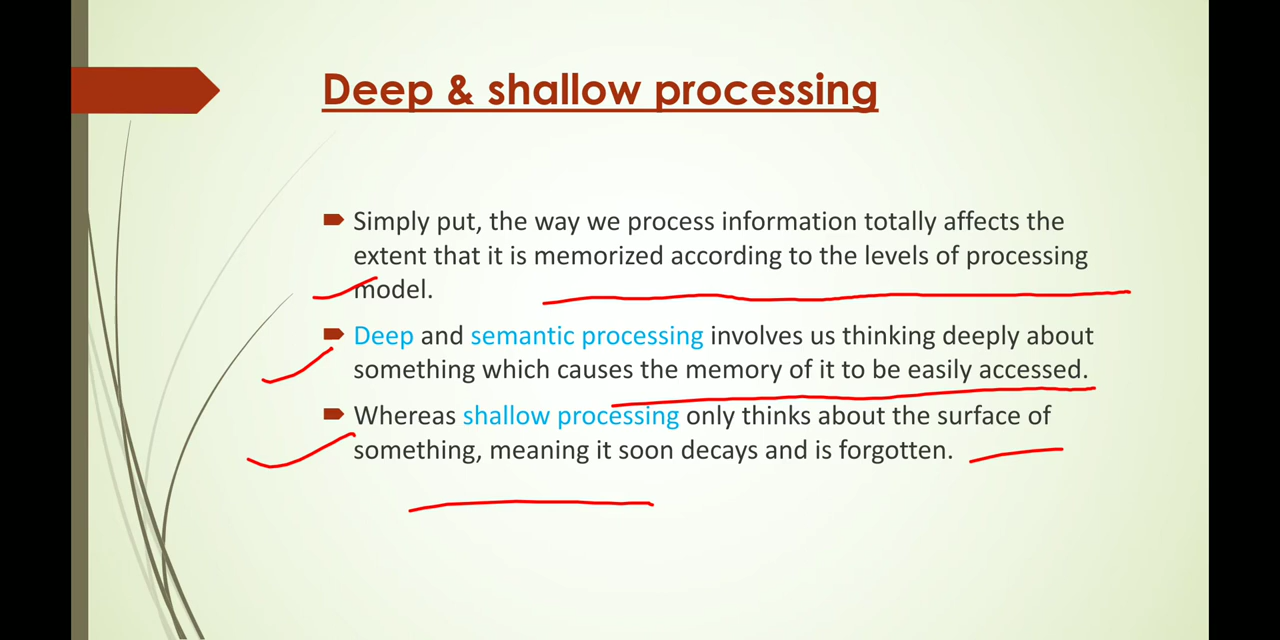 Deep & shallow processing
Simply put, the way we process information totally affects the
extent that it is memorized according to the levels of processing
model.
Deep and semantic processing involves us thinking deeply about
something which causes the memory of it to be easily accessed.
Whereas shallow processing only thinks about the surface of
something, meaning it soon decays and is forgotten.